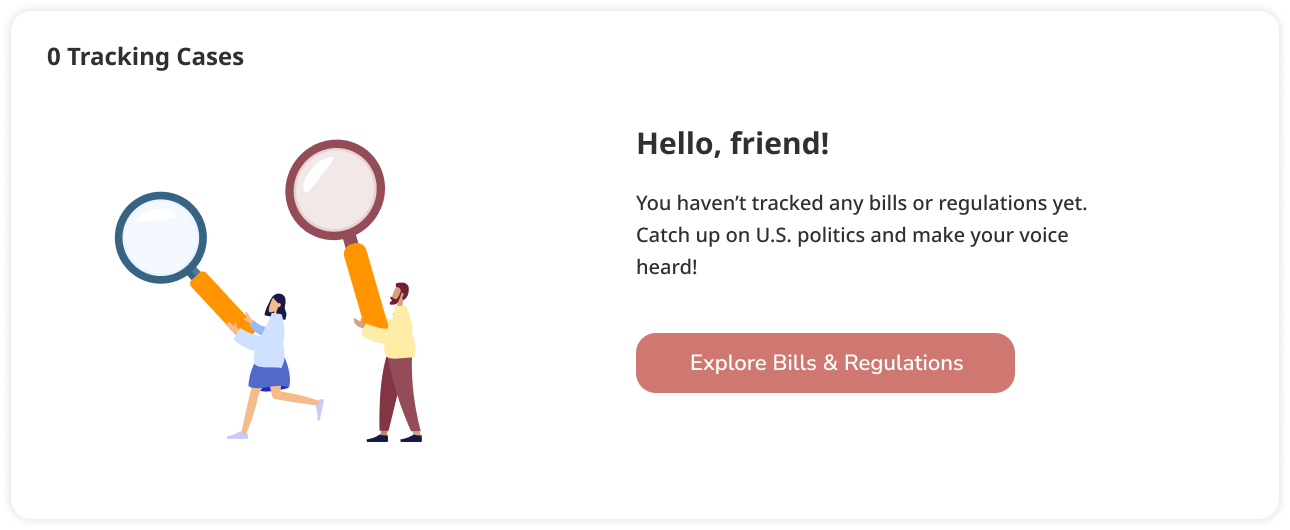 0 Tracking Cases
Hello, friend!
You haven’t tracked any bills or regulations yet.
Catch up on U.S. politics and make your voice
heard!
Explore Bills & Regulations